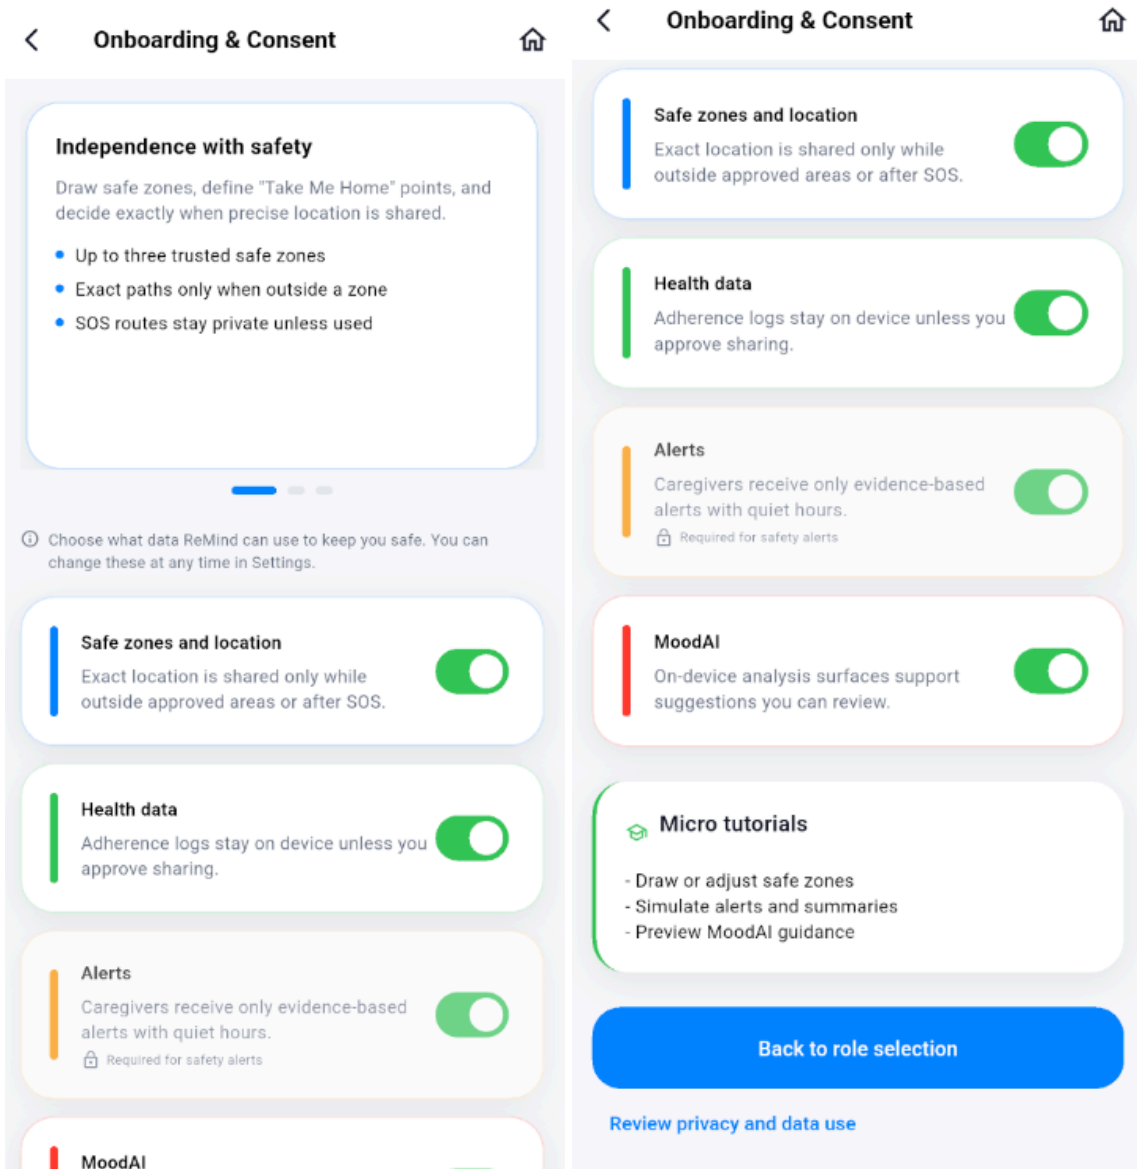 Onboarding & Consent
Independence with safety
Draw safe zones, define "Take Me Home" points, and
decide exactly when precise location is shared.
Up to three trusted safe zones
Exact paths only when outside a zone
SOS routes stay private unless used
Choose what data ReMind can use to keep you safe. You can
change these at any time in Settings.
Safe zones and location
Exact location is shared only while
outside approved areas or after SOS.
Health data
Adherence logs stay on device unless you
approve sharing.
Alerts
Caregivers receive only evidence-based
alerts with quiet hours.
Required for safety alerts
MoodAI
Onboarding & Consent
Safe zones and location
Exact location is shared only while
outside approved areas or after SOS.
Health data
Adherence logs stay on device unless you
approve sharing.
Alerts
Caregivers receive only evidence-based
alerts with quiet hours.
Required for safety alerts
MoodAI
On-device analysis surfaces support
suggestions you can review.
Micro tutorials
- Draw or adjust safe zones
- Simulate alerts and summaries
- Preview MoodAI guidance
Back to role selection
Review privacy and data use